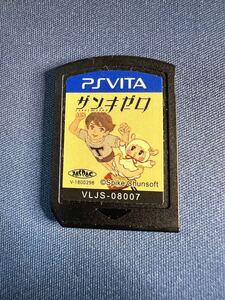 PSVITA
ザンキゼロ
V-1800298
©Spike Chunsoft
VLJS-08007